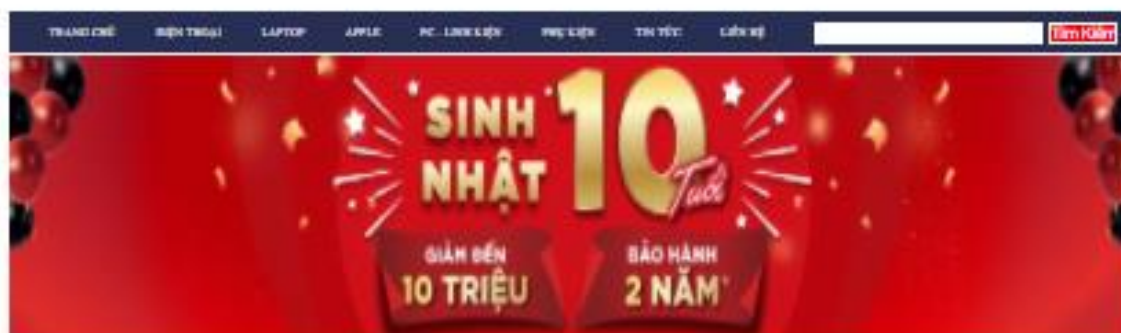 TRANG CHỦ ĐIỆN THOẠI LAPTOP APPLE PC - LINH KIỆN PHỤ KIỆN TIN TỨC LIÊN HỆ Tìm Kiếm
SINH NHẬT 10 Tuổi
GIẢM ĐẾN
10 TRIỆU
BẢO HÀNH
2 NĂM*